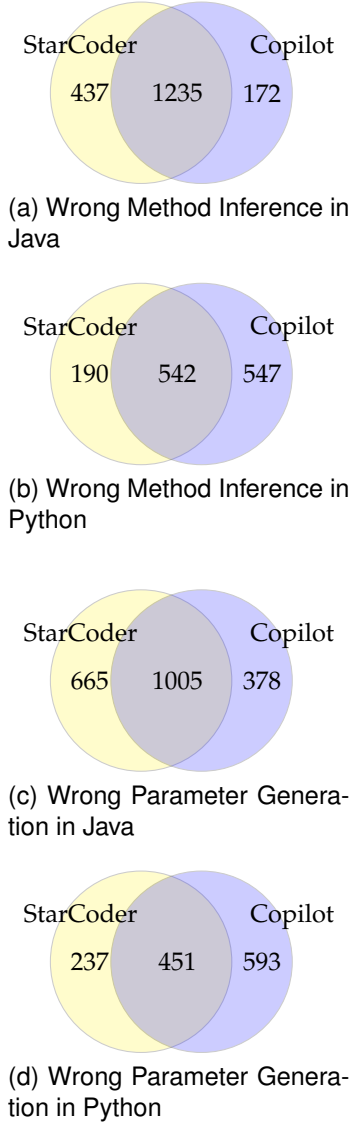 StarCoder Copilot
437 1235 172
(a) Wrong Method Inference in
Java
StarCoder Copilot
190 542 547
(b) Wrong Method Inference in
Python
StarCoder Copilot
665 1005 378
(c) Wrong Parameter Genera-
tion in Java
StarCoder Copilot
237 451 593
(d) Wrong Parameter Genera-
tion in Python